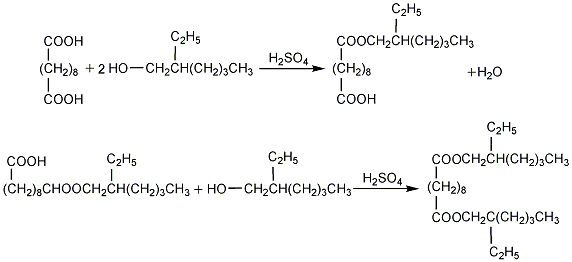 C₂H₅
COOH C₂H₅ COOCH₂CH(CH₂)₃CH₃
(CH₂)₈ + 2 HO—CH₂CH(CH₂)₃CH₃ H₂SO₄ (CH₂)₈ +H₂O
COOH COOH
C₂H₅
COOH C₂H₅ C₂H₅ COOCH₂CH(CH₂)₃CH₃
(CH₂)₈CHOOCH₂CH(CH₂)₃CH₃ + HO—CH₂CH(CH₂)₃CH₃ H₂SO₄ (CH₂)₈
COOCH₂C(CH₂)₃CH₃
C₂H₅